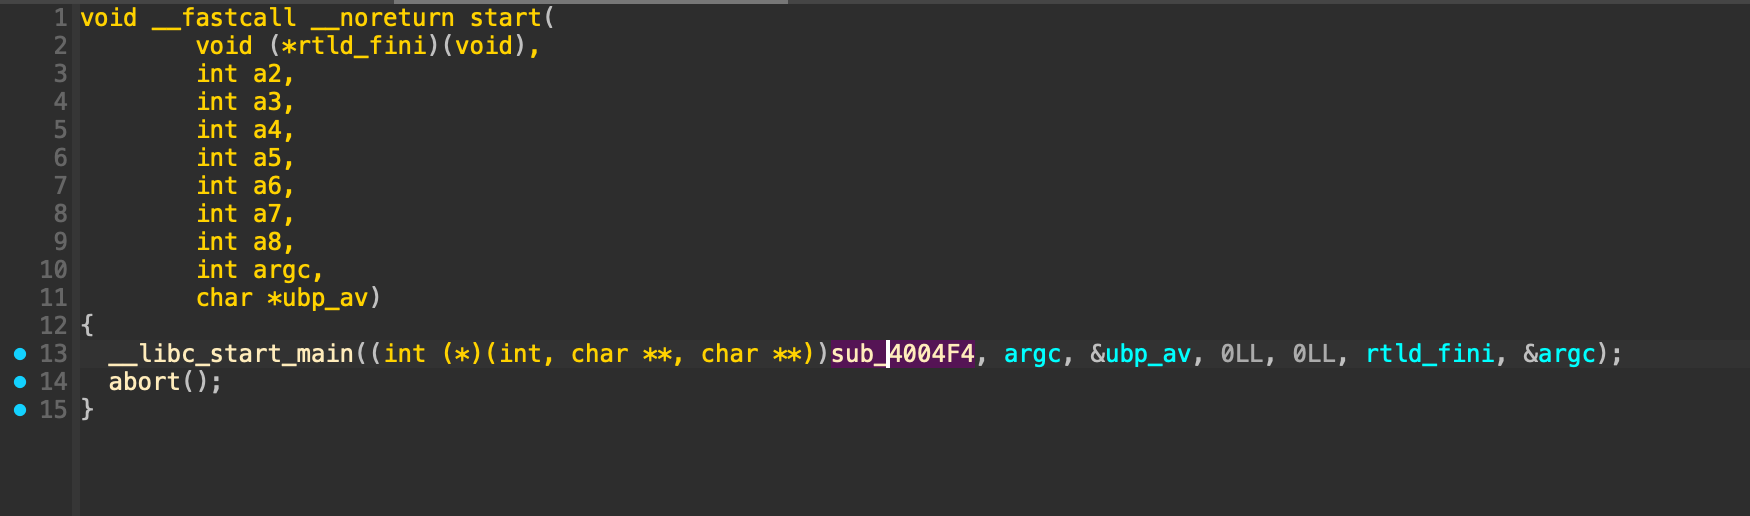 1 void __fastcall __noreturn start(
2 void (*rtld_fini)(void),
3 int a2,
4 int a3,
5 int a4,
6 int a5,
7 int a6,
8 int a7,
9 int a8,
10 int argc,
11 char *ubp_av)
12 {
13 __libc_start_main((int (*)(int, char **, char **))sub_4004F4, argc, &ubp_av, 0LL, 0LL, rtld_fini, &argc);
14 abort();
15 }